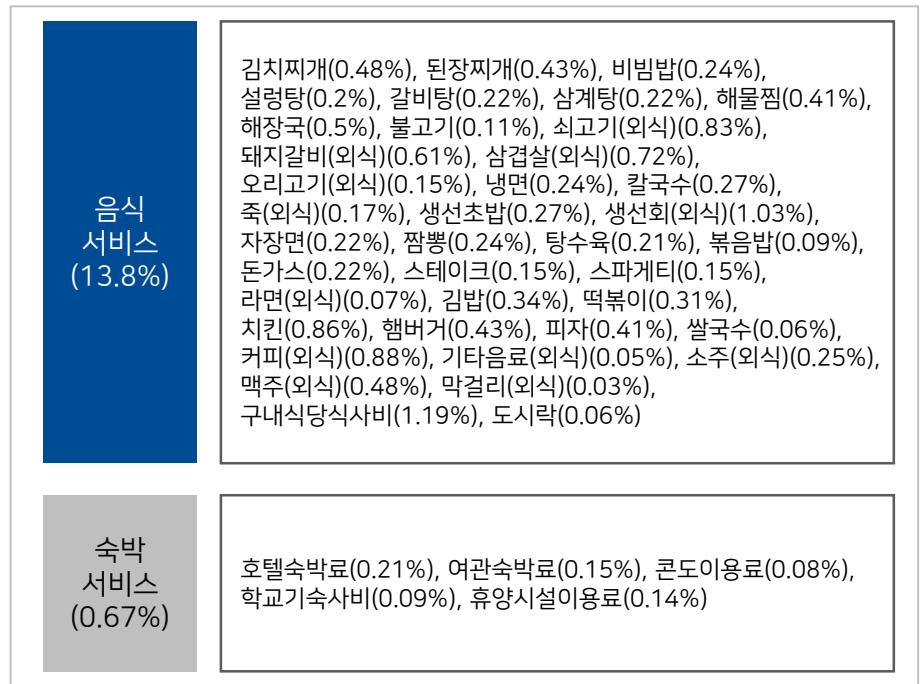 음식
서비스
(13.8%)
김치찌개(0.48%), 된장찌개(0.43%), 비빔밥(0.24%),
설렁탕(0.2%), 갈비탕(0.22%), 삼계탕(0.22%), 해물찜(0.41%),
해장국(0.5%), 불고기(0.11%), 쇠고기(외식)(0.83%),
돼지갈비(외식)(0.61%), 삼겹살(외식)(0.72%),
오리고기(외식)(0.15%), 냉면(0.24%), 칼국수(0.27%),
죽(외식)(0.17%), 생선초밥(0.27%), 생선회(외식)(1.03%),
자장면(0.22%), 짬뽕(0.24%), 탕수육(0.21%), 볶음밥(0.09%),
돈가스(0.22%), 스테이크(0.15%), 스파게티(0.15%),
라면(외식)(0.07%), 김밥(0.34%), 떡볶이(0.31%),
치킨(0.86%), 햄버거(0.43%), 피자(0.41%), 쌀국수(0.06%),
커피(외식)(0.88%), 기타음료(외식)(0.05%), 소주(외식)(0.25%),
맥주(외식)(0.48%), 막걸리(외식)(0.03%),
구내식당식사비(1.19%), 도시락(0.06%)
숙박
서비스
(0.67%)
호텔숙박료(0.21%), 여관숙박료(0.15%), 콘도이용료(0.08%),
학교기숙사비(0.09%), 휴양시설이용료(0.14%)